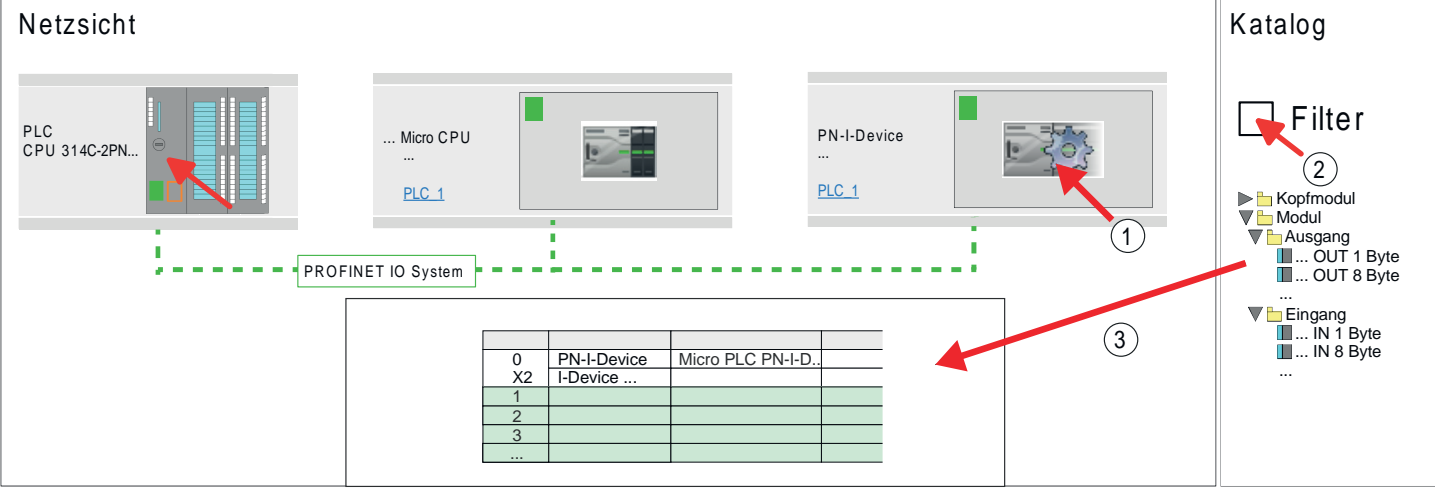 Netzsicht
PLC
CPU 314C-2PN...
... Micro CPU
...
PLC_1
PN-I-Device
...
PLC_1
1
PROFINET IO System
0 PN-I-Device Micro PLC PN-I-D..
X2 I-Device ...
1
2
3
...
3
Katalog
Filter
2
Kopfmodul
Modul
Ausgang
... OUT 1 Byte
... OUT 8 Byte
...
Eingang
... IN 1 Byte
... IN 8 Byte
...